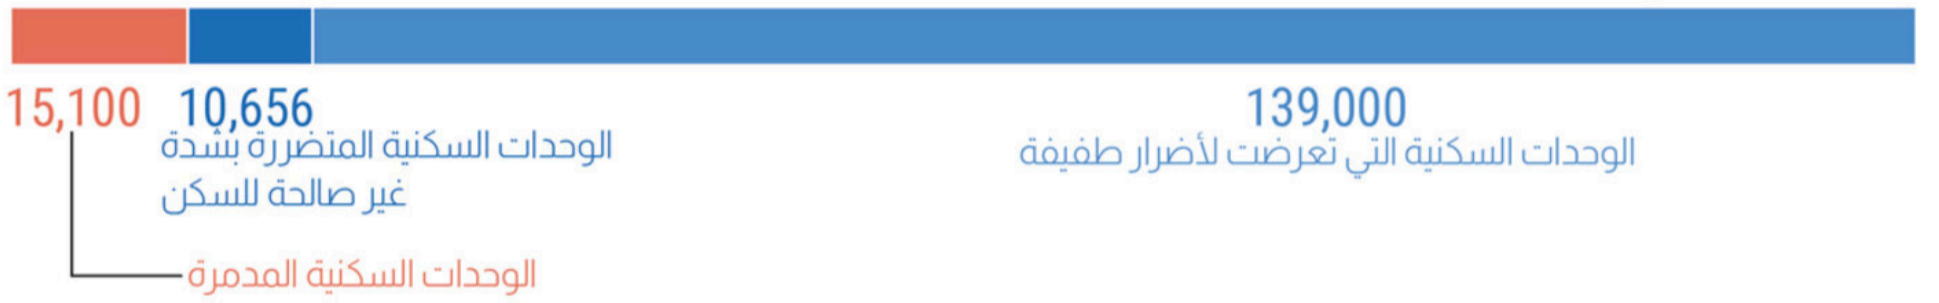 15,100
10,656
139,000
الوحدات السكنية المتضررة بشدة
غير صالحة للسكن
الوحدات السكنية التي تعرضت لأضرار طفيفة
الوحدات السكنية المدمرة